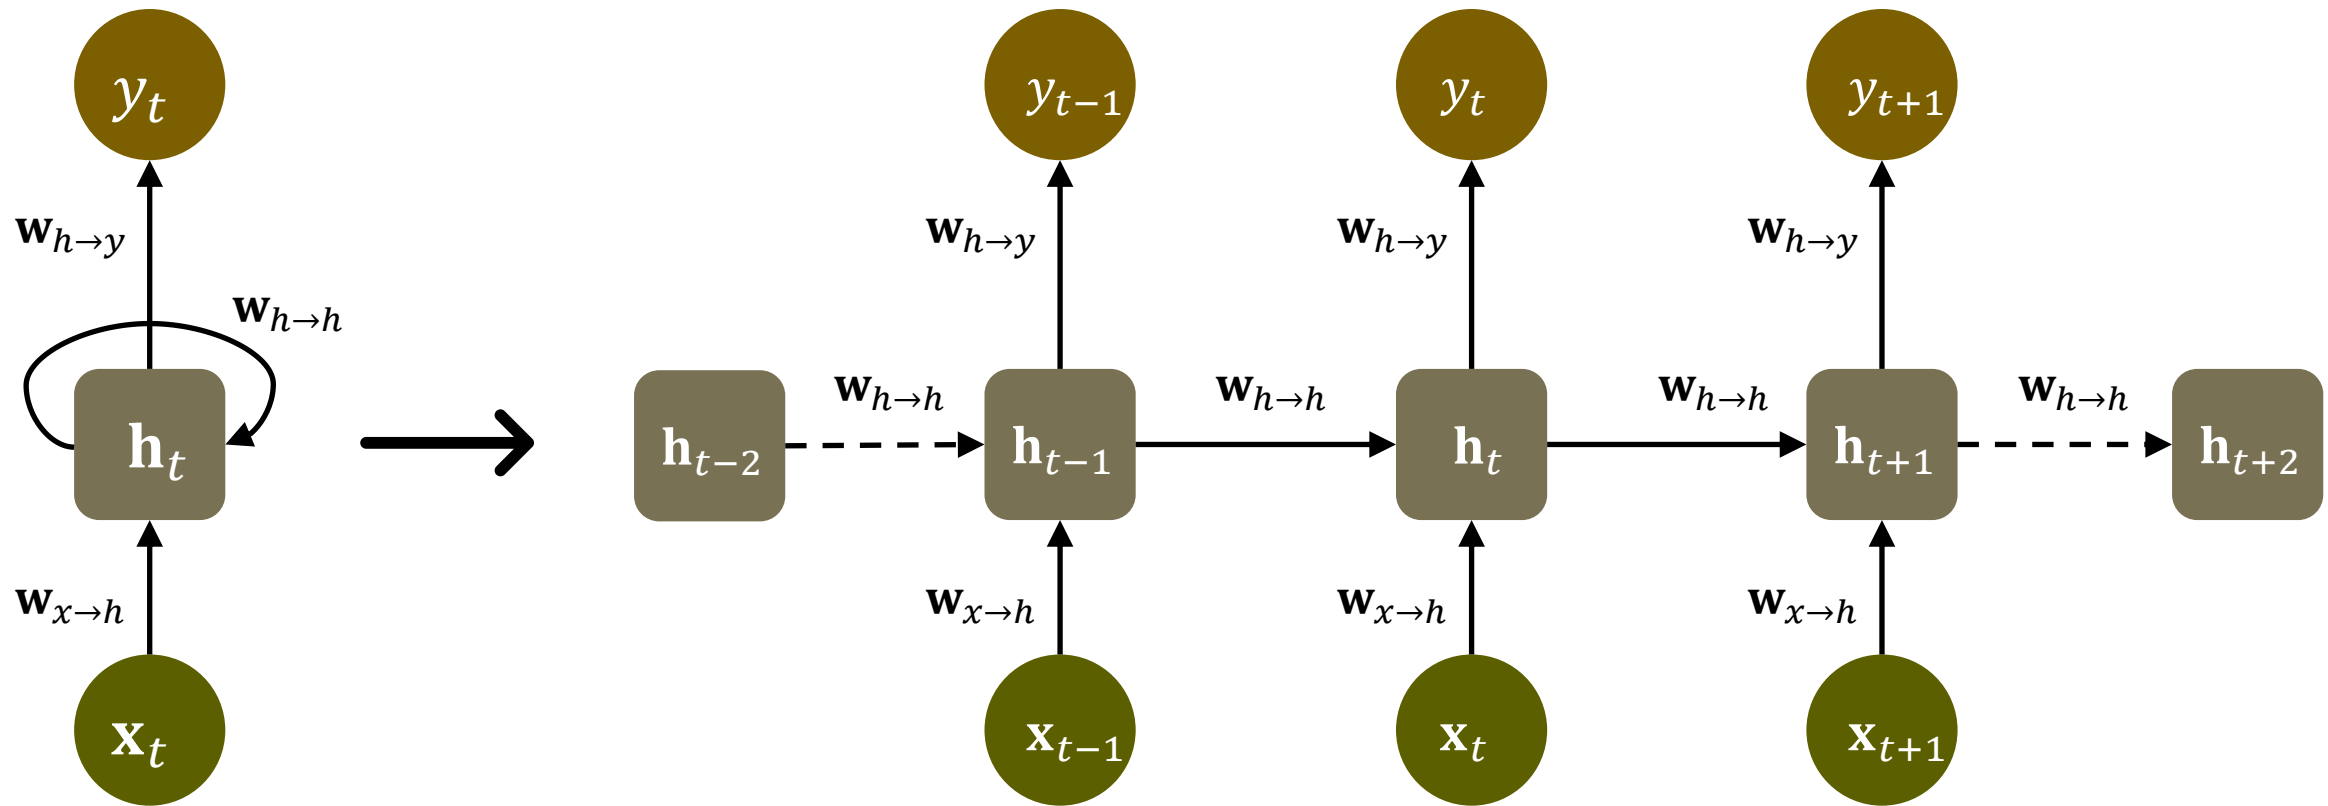 y_t y_{t−1} y_t y_{t+1}
w_{h→y} w_{h→y} w_{h→y} w_{h→y}
w_{h→h}
w_{h→h} w_{h→h} w_{h→h} w_{h→h}
h_t h_{t−2} h_{t−1} h_t h_{t+1} h_{t+2}
w_{x→h} w_{x→h} w_{x→h} w_{x→h}
x_t x_{t−1} x_t x_{t+1}